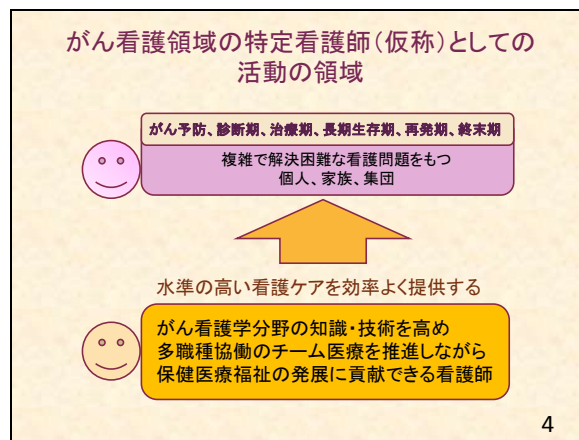 がん看護領域の特定看護師(仮称)としての
活動の領域
がん予防、診断期、治療期、長期生存期、再発期、終末期
複雑で解決困難な看護問題をもつ
個人、家族、集団
水準の高い看護ケアを効率よく提供する
がん看護学分野の知識・技術を高め
多職種協働のチーム医療を推進しながら
保健医療福祉の発展に貢献できる看護師
4